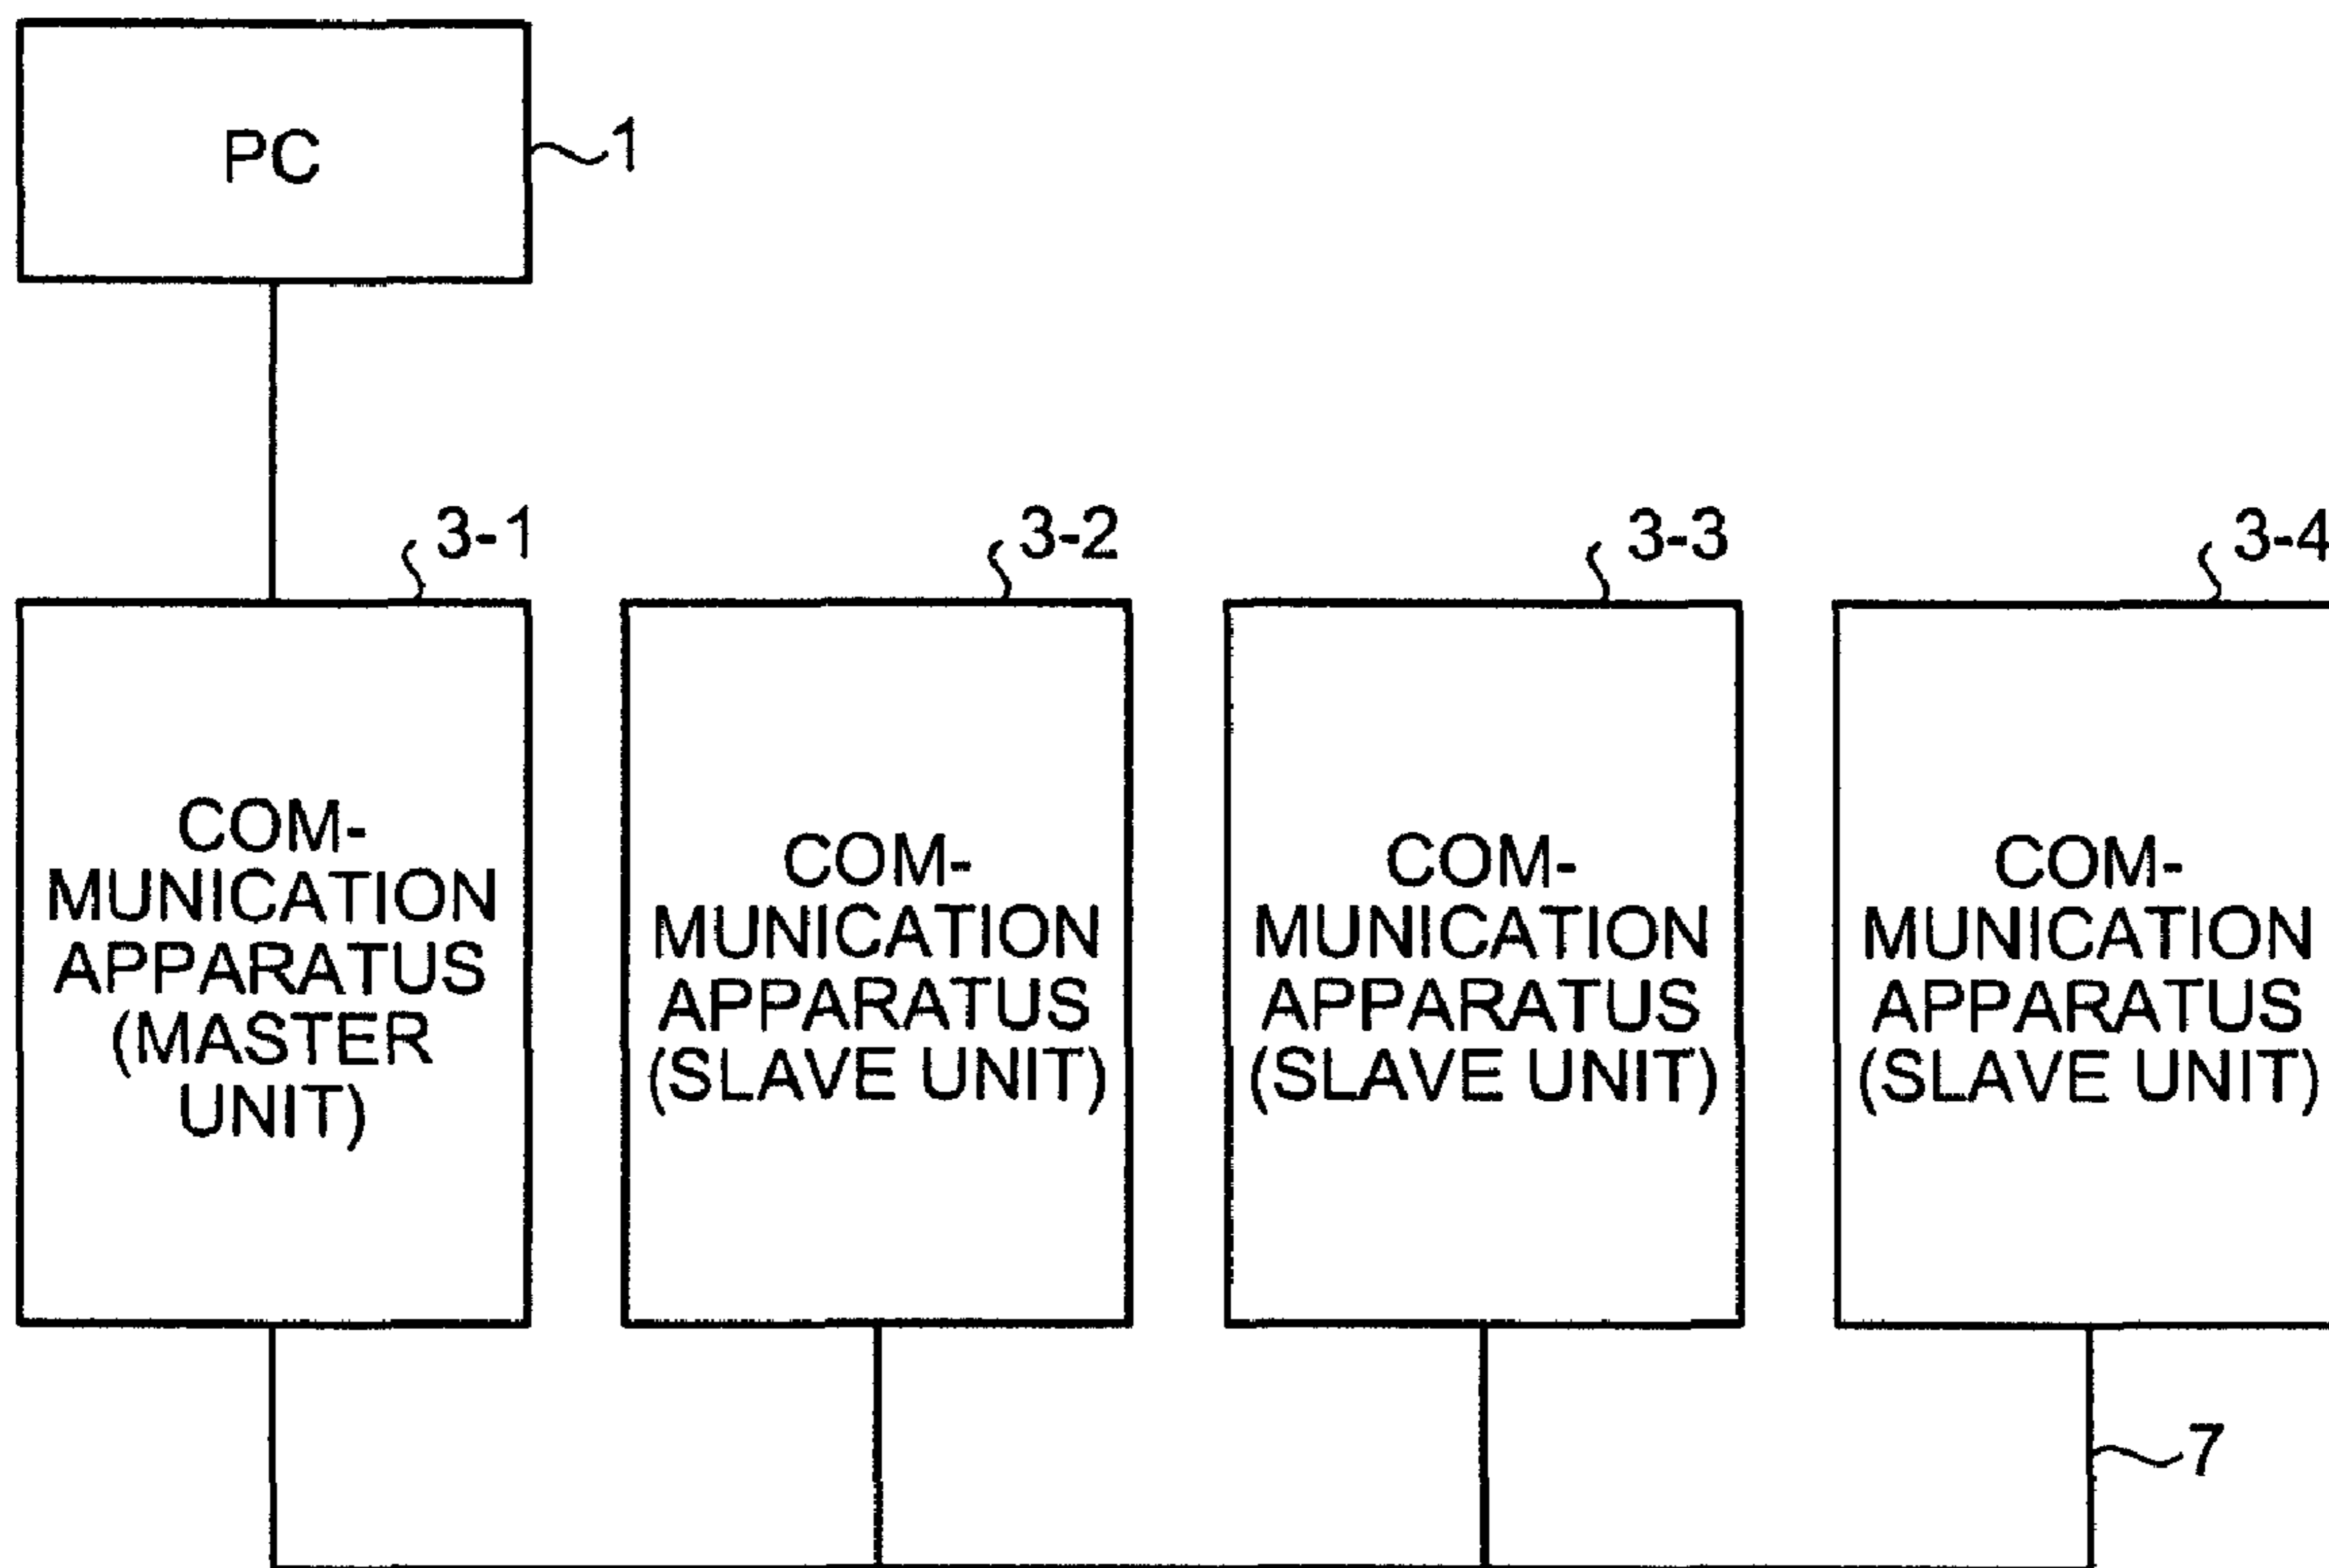 PC
1
3-1
3-2
3-3
3-4
COM-
MUNICATION
APPARATUS
(MASTER
UNIT)
COM-
MUNICATION
APPARATUS
(SLAVE UNIT)
COM-
MUNICATION
APPARATUS
(SLAVE UNIT)
COM-
MUNICATION
APPARATUS
(SLAVE UNIT)
7